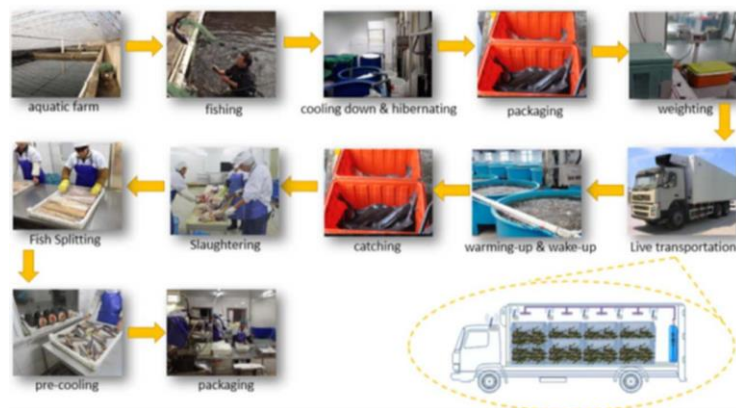 aquatic farm
fishing
cooling down & hibernating
packaging
weighting
Live transportation
warming-up & wake-up
catching
Slaughtering
Fish Splitting
pre-cooling
packaging